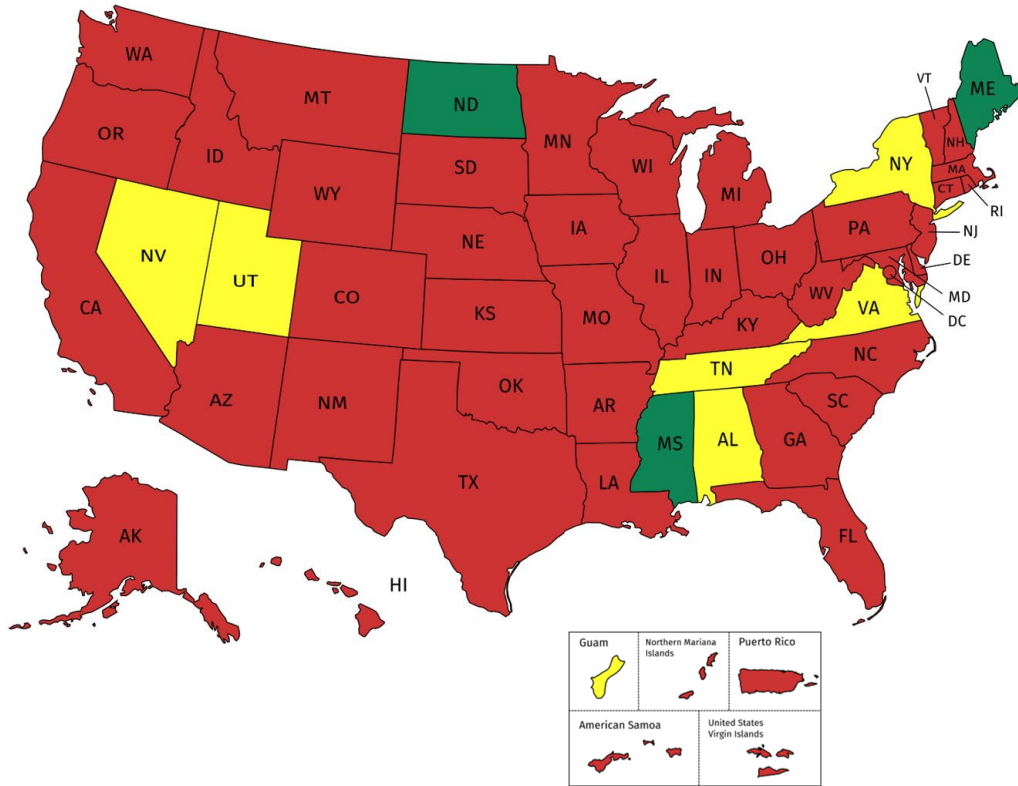 WA
MT
ND
MN
VT
ME
OR
ID
SD
WI
MI
NY
NH
MA
CT
RI
WY
NE
IA
PA
NJ
NV
UT
CO
IL
IN
OH
DE
MD
DC
CA
KS
MO
WV
VA
KY
AZ
NM
OK
AR
TN
NC
SC
MS
AL
GA
TX
LA
FL
AK
HI
Guam
Northern Mariana
Islands
Puerto Rico
American Samoa
United States
Virgin Islands